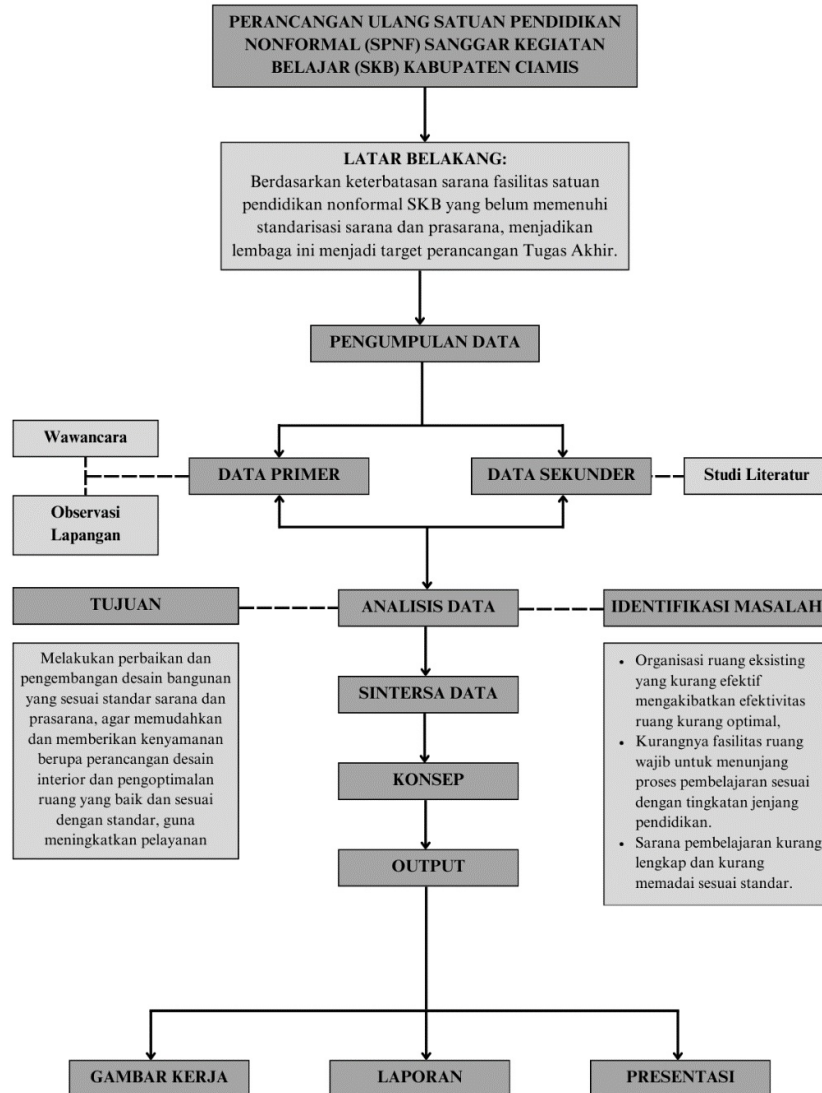 PERANCANGAN ULANG SATUAN PENDIDIKAN
NONFORMAL (SPNF) SANGGAR KEGIATAN
BELAJAR (SKB) KABUPATEN CIAMIS
LATAR BELAKANG:
Berdasarkan keterbatasan sarana fasilitas satuan
pendidikan nonformal SKB yang belum memenuhi
standarisasi sarana dan prasarana, menjadikan
lembaga ini menjadi target perancangan Tugas Akhir.
PENGUMPULAN DATA
Wawancara
Observasi
Lapangan
DATA PRIMER
DATA SEKUNDER
Studi Literatur
TUJUAN
ANALISIS DATA
IDENTIFIKASI MASALAH
Melakukan perbaikan dan
pengembangan desain bangunan
yang sesuai standar sarana dan
prasarana, agar memudahkan
dan memberikan kenyamanan
berupa perancangan desain
interior dan pengoptimalan
ruang yang baik dan sesuai
dengan standar, guna
meningkatkan pelayanan
• Organisasi ruang eksisting
yang kurang efektif
mengakibatkan efektivitas
ruang kurang optimal,
• Kurangnya fasilitas ruang
wajib untuk menunjang
proses pembelajaran sesuai
dengan tingkatan jenjang
pendidikan.
• Sarana pembelajaran kurang
lengkap dan kurang
memadai sesuai standar.
SINTERSA DATA
KONSEP
OUTPUT
GAMBAR KERJA
LAPORAN
PRESENTASI